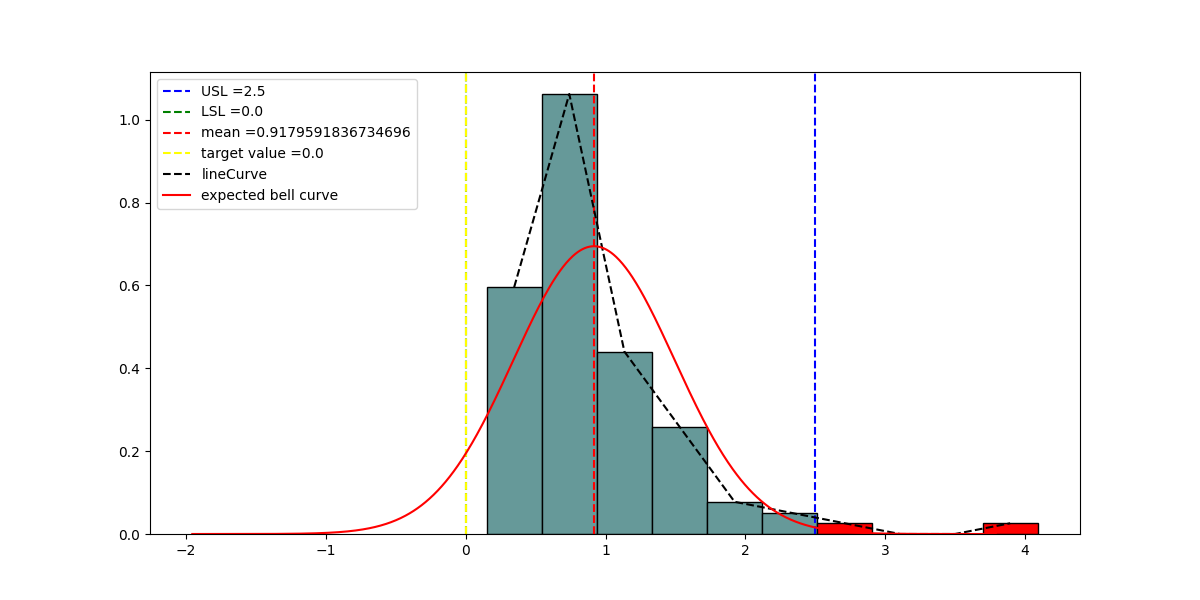 USL =2.5
LSL =0.0
mean =0.9179591836734696
target value =0.0
lineCurve
expected bell curve
1.0
0.8
0.6
0.4
0.2
0.0
−2 −1 0 1 2 3 4